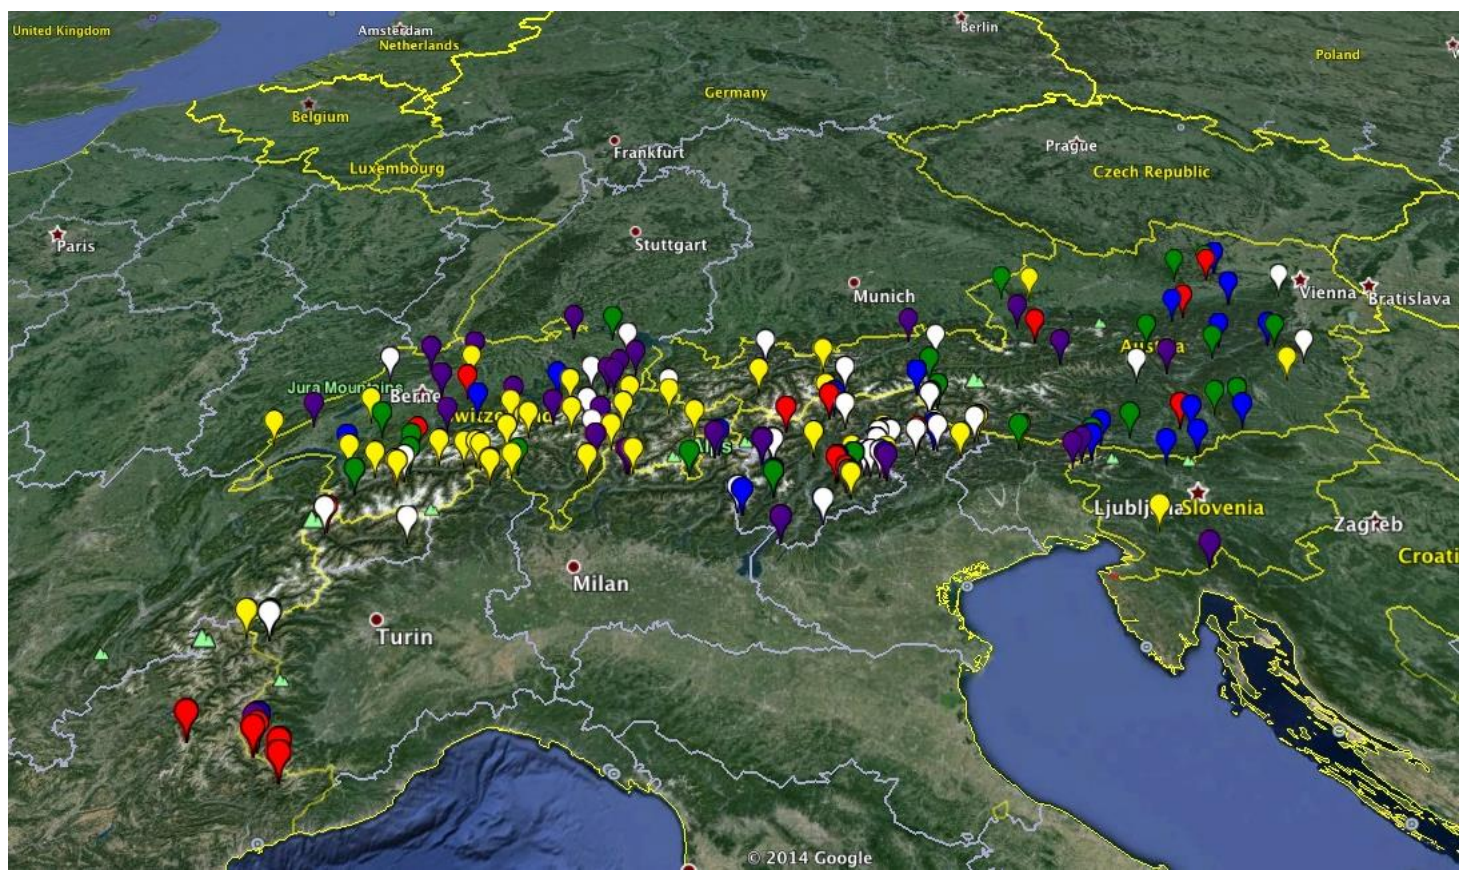 United Kingdom
Amsterdam
Netherlands
Berlin
Poland
Germany
Belgium
Luxembourg
Frankfurt
Prague
Czech Republic
Paris
Stuttgart
Munich
Vienna
Bratislava
Jura Mountains
Berne
Ljublj
Slovenia
Zagreb
Croati
Milan
Turin
© 2014 Google